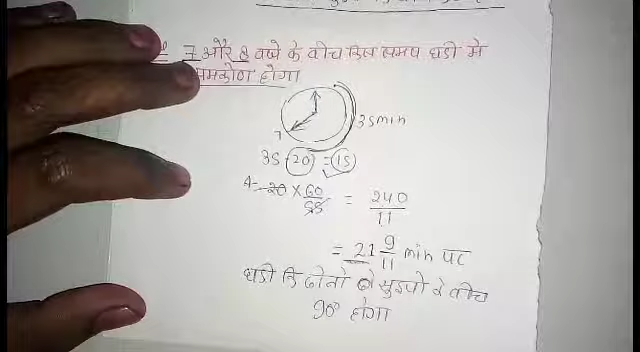 7 और 8 बजे के बीच किस समय घडी मे
समकोण होगा
35min
7
35 - 20 = 15
4 20 × 60/55 = 240/11
= 21 9/11 min पर
घडी कि दोनो सुइयो के बीच
90° होगा